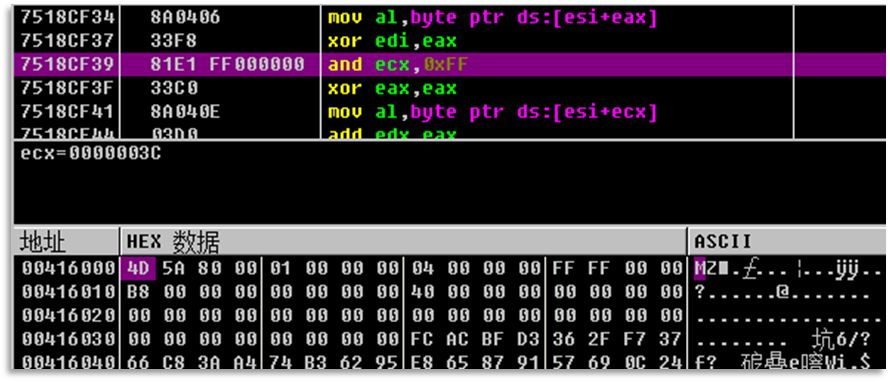 7518CF34 8A0406 mov al,byte ptr ds:[esi+eax]
7518CF37 33F8 xor edi,eax
7518CF39 81E1 FF000000 and ecx,0xFF
7518CF3F 33C0 xor eax,eax
7518CF41 8A040E mov al,byte ptr ds:[esi+ecx]
7518CF44 03D0 add edx,eax
ecx=0000003C
地址 HEX 数据 ASCII
00416000 4D 5A 80 00 01 00 00 00 04 00 00 00 FF FF 00 00 MZ■.£... ¦...ÿÿ..
00416010 B8 00 00 00 00 00 00 00 40 00 00 00 00 00 00 00 ?.......@.......
00416020 00 00 00 00 00 00 00 00 00 00 00 00 00 00 00 00 ................
00416030 00 00 00 00 00 00 00 00 FC AC BF D3 36 2F F7 37 ........ 坑6/?
00416040 66 C8 3A A4 74 B3 62 95 E8 65 87 91 57 69 0C 24 f? e嚓Wi.$